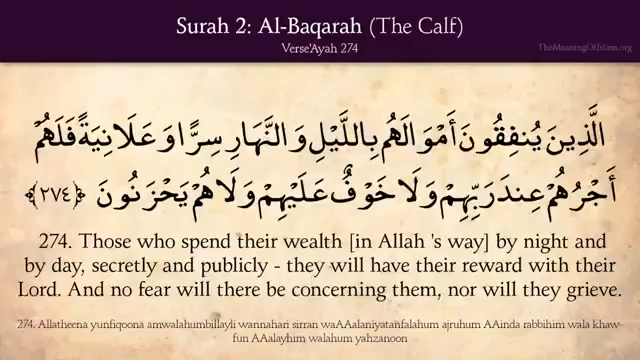 Surah 2: Al-Baqarah (The Calf)
Verse'Ayah 274
TheMeaningOfIslam.org
الَّذِينَ يُنفِقُونَ أَمْوَالَهُم بِاللَّيْلِ وَالنَّهَارِ سِرًّا وَعَلَانِيَةً فَلَهُمْ
أَجْرُهُمْ عِندَ رَبِّهِمْ وَلَا خَوْفٌ عَلَيْهِمْ وَلَا هُمْ يَحْزَنُونَ ﴿٢٧٤﴾
274. Those who spend their wealth [in Allah 's way] by night and
by day, secretly and publicly - they will have their reward with their
Lord. And no fear will there be concerning them, nor will they grieve.
274. Allatheena yunfiqoona amwalahumbillayli wannahari sirran waAAalaniyatanfalahum ajruhum AAinda rabbihim wala khaw-
fun AAalayhim walahum yahzanoon